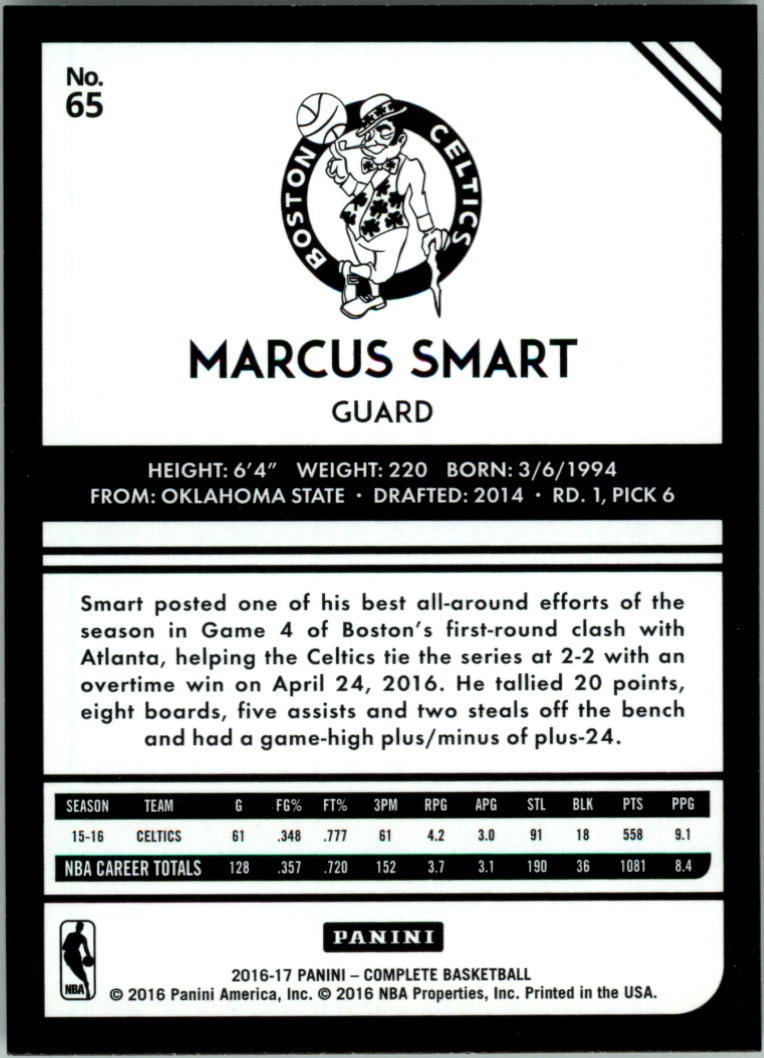 No.
65
BOSTON CELTICS
MARCUS SMART
GUARD
HEIGHT: 6'4" WEIGHT: 220 BORN: 3/6/1994
FROM: OKLAHOMA STATE · DRAFTED: 2014 · RD. 1, PICK 6
Smart posted one of his best all-around efforts of the
season in Game 4 of Boston's first-round clash with
Atlanta, helping the Celtics tie the series at 2-2 with an
overtime win on April 24, 2016. He tallied 20 points,
eight boards, five assists and two steals off the bench
and had a game-high plus/minus of plus-24.
SEASON TEAM G FG% FT% 3PM RPG APG STL BLK PTS PPG
15-16 CELTICS 61 .348 .777 61 4.2 3.0 91 18 558 9.1
NBA CAREER TOTALS 128 .357 .720 152 3.7 3.1 190 36 1081 8.4
PANINI
NBA
2016-17 PANINI – COMPLETE BASKETBALL
© 2016 Panini America, Inc. © 2016 NBA Properties, Inc. Printed in the USA.